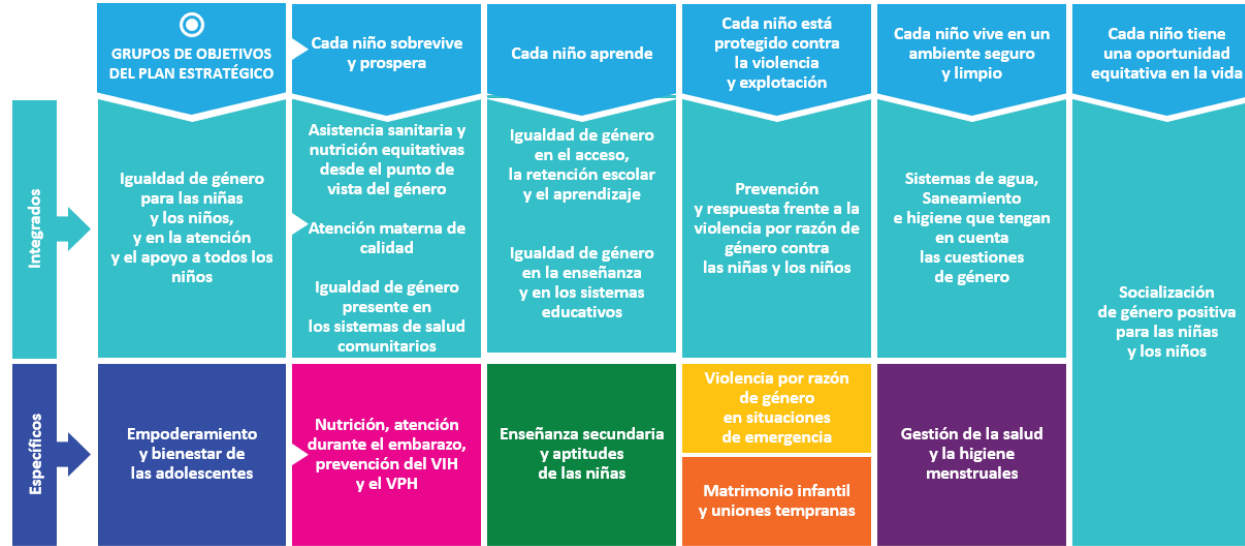 GRUPOS DE OBJETIVOS
DEL PLAN ESTRATÉGICO
Cada niño sobrevive
y prospera
Cada niño aprende
Cada niño está
protegido contra
la violencia
y explotación
Cada niño vive en un
ambiente seguro
y limpio
Cada niño tiene
una oportunidad
equitativa en la vida
Integrados
Igualdad de género
para las niñas
y los niños,
y en la atención
y el apoyo a todos los
niños
Asistencia sanitaria y
nutrición equitativas
desde el punto de
vista del género
Atención materna de
calidad
Igualdad de género
presente en
los sistemas de salud
comunitarios
Igualdad de género
en el acceso,
la retención escolar
y el aprendizaje
Igualdad de género
en la enseñanza
y en los sistemas
educativos
Prevención
y respuesta frente a la
violencia por razón de
género contra
las niñas y los niños
Sistemas de agua,
Saneamiento
e higiene que tengan
en cuenta
las cuestiones
de género
Socialización
de género positiva
para las niñas
y los niños
Específicos
Empoderamiento
y bienestar de
las adolescentes
Nutrición, atención
durante el embarazo,
prevención del VIH
y el VPH
Enseñanza secundaria
y aptitudes
de las niñas
Violencia por razón
de género
en situaciones
de emergencia
Matrimonio infantil
y uniones tempranas
Gestión de la salud
y la higiene
menstruales